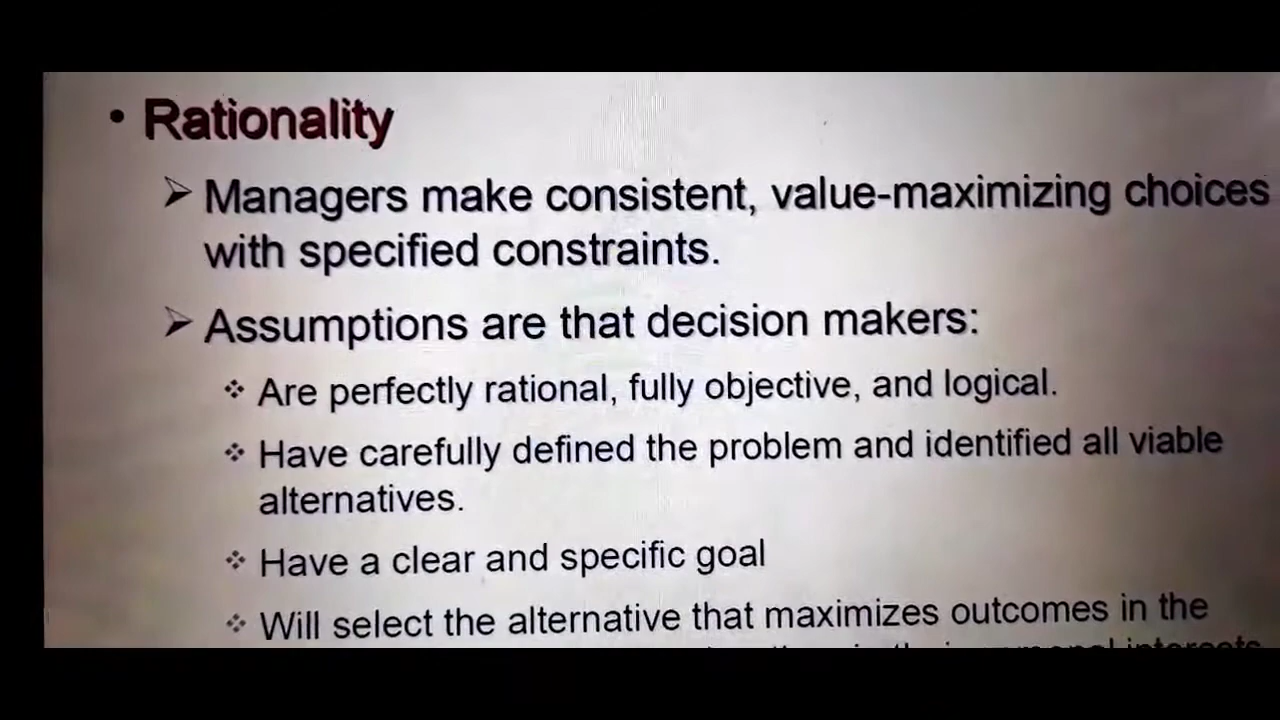 • Rationality
➢ Managers make consistent, value-maximizing choices
with specified constraints.
➢ Assumptions are that decision makers:
❖ Are perfectly rational, fully objective, and logical.
❖ Have carefully defined the problem and identified all viable
alternatives.
❖ Have a clear and specific goal
❖ Will select the alternative that maximizes outcomes in the
personal interests